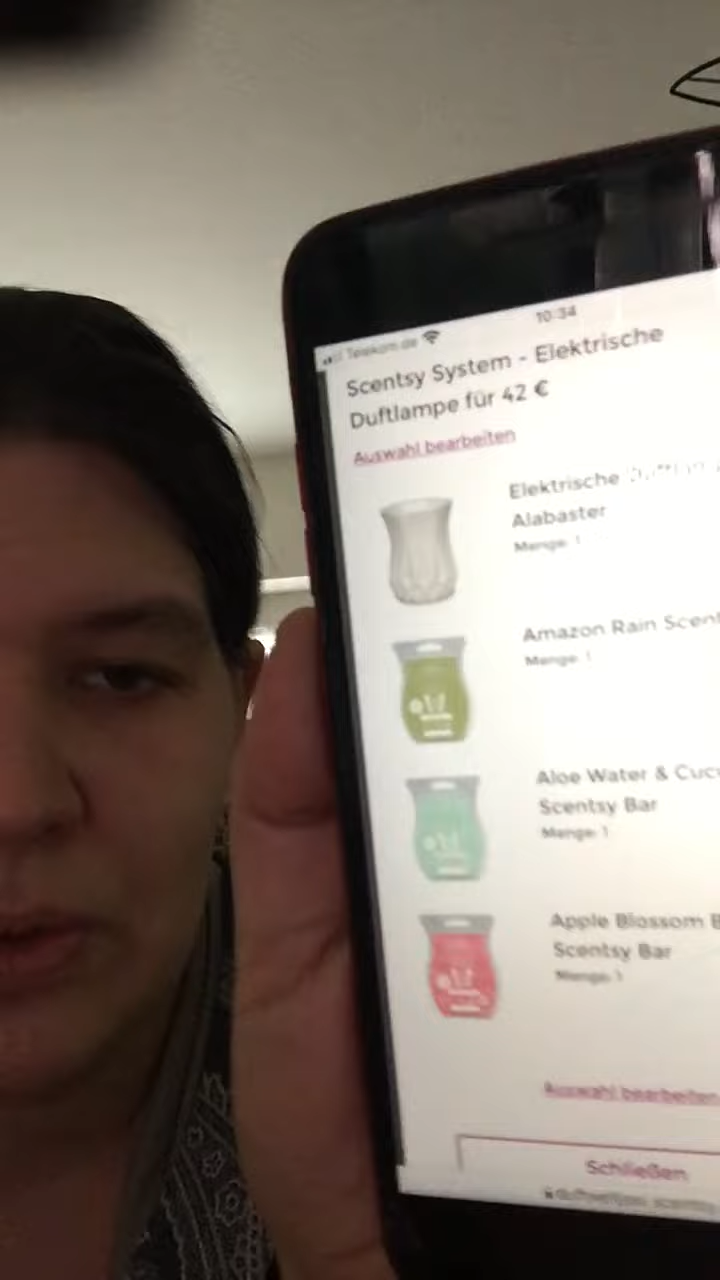 Telekom.de
10:34
Scentsy System - Elektrische
Duftlampe für 42 €
Auswahl bearbeiten
Elektrische
Alabaster
Menge: 1
Amazon Rain Scent
Menge: 1
Aloe Water & Cuc
Scentsy Bar
Menge: 1
Apple Blossom B
Scentsy Bar
Menge: 1
Auswahl bearbeiten
Schließen